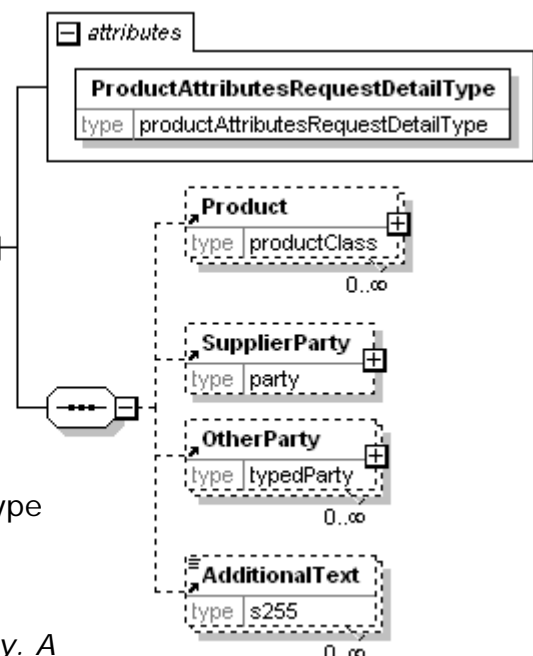 attributes
ProductAttributesRequestDetailType
type productAttributesRequestDetailType
Product
type productClass
0..∞
SupplierParty
type party
OtherParty
type typedParty
0..∞
ype
AdditionalText
type s255
y. A
0..∞